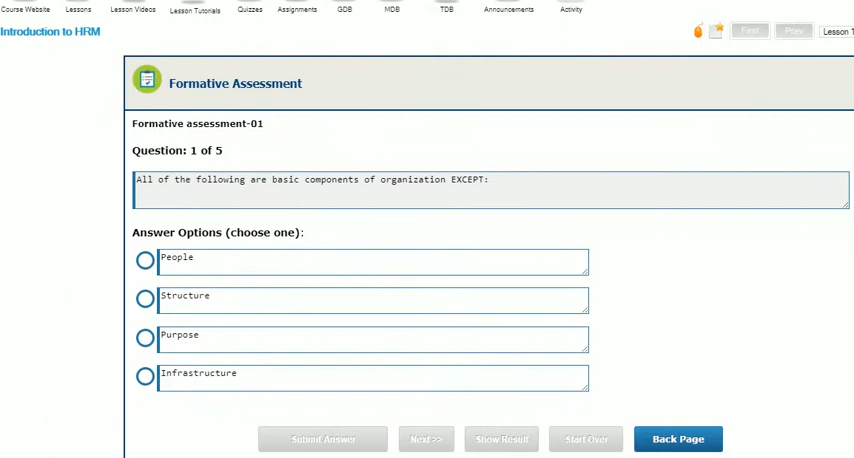 Course Website Lessons Lesson Videos Lesson Tutorials Quizzes Assignments GDB MDB TDB Announcements Activity
Introduction to HRM
First Prev Lesson 1
Formative Assessment
Formative assessment-01
Question: 1 of 5
All of the following are basic components of organization EXCEPT:
Answer Options (choose one):
People
Structure
Purpose
Infrastructure
Submit Answer Next>> Show Result Start Over Back Page